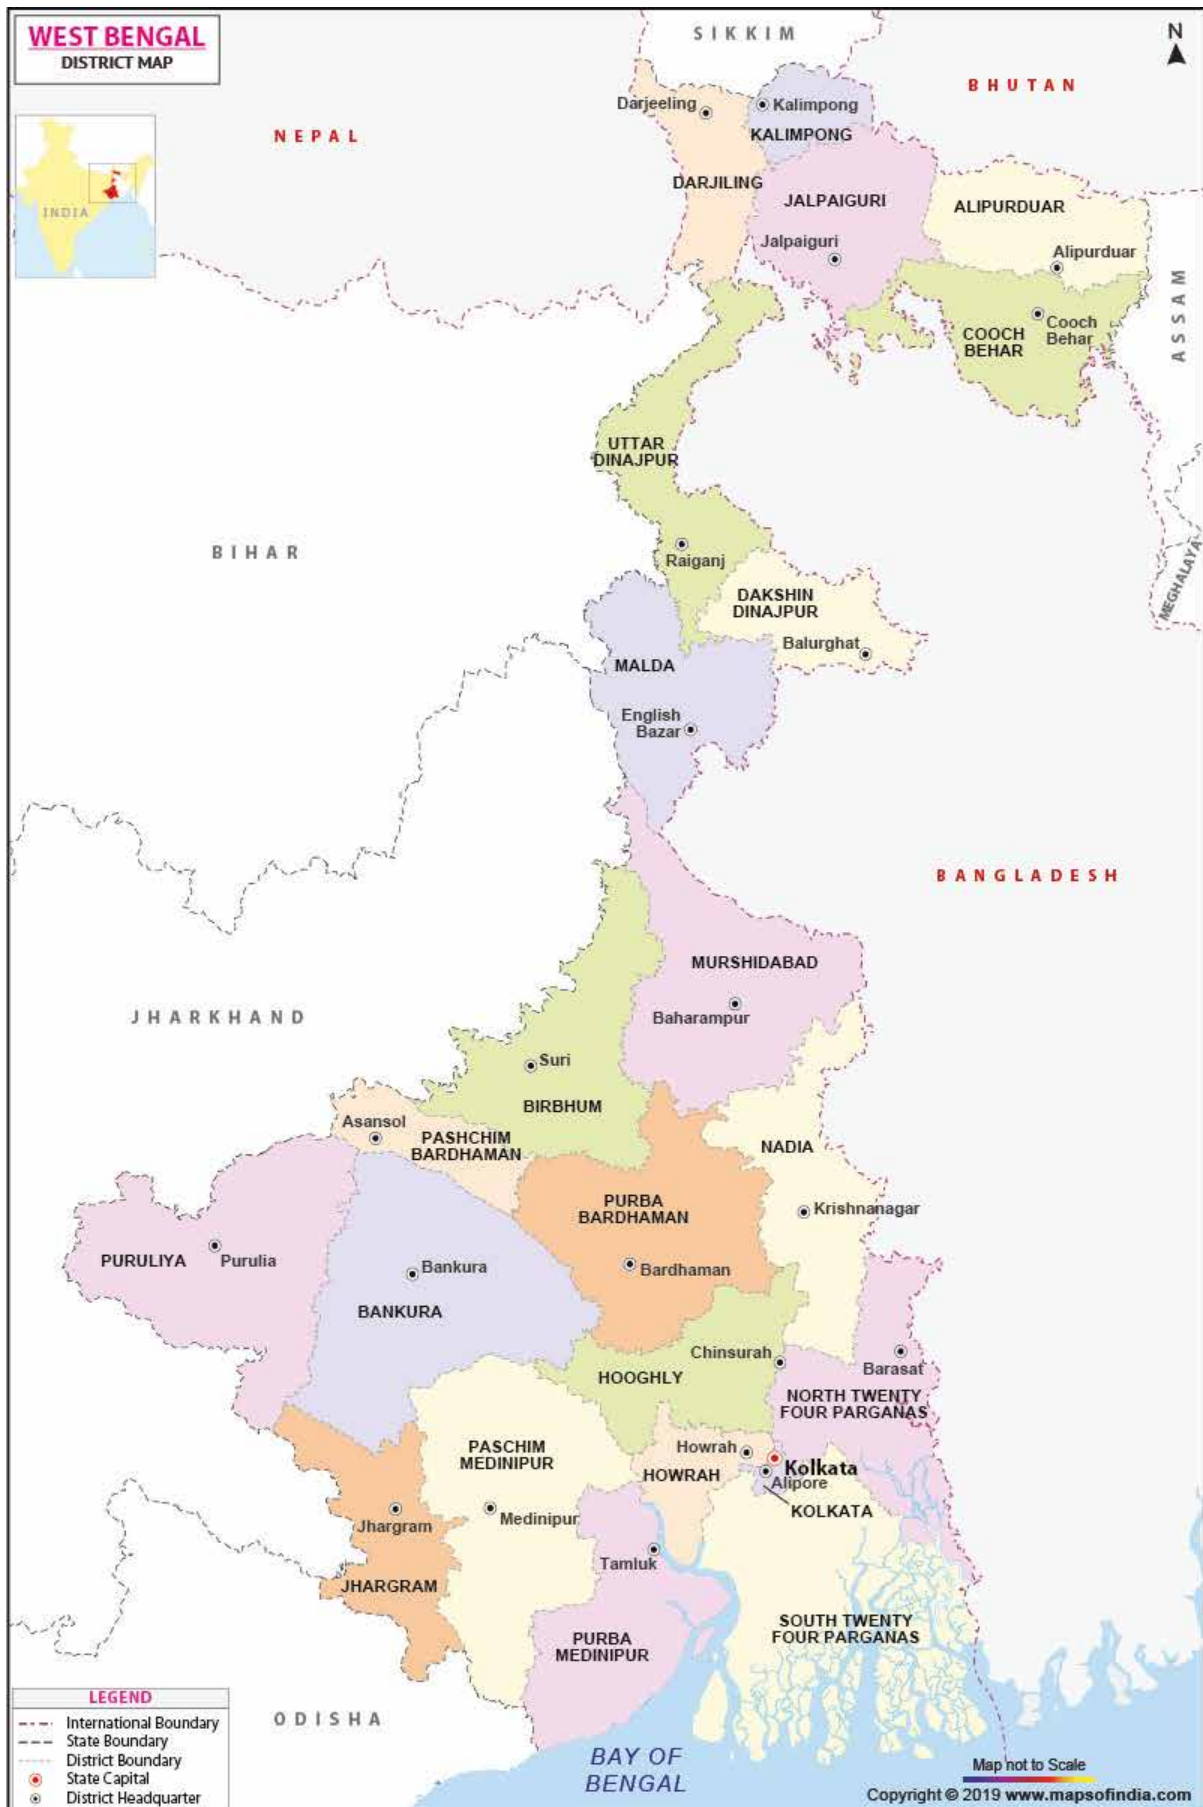 WEST BENGAL
DISTRICT MAP
N
SIKKIM
BHUTAN
NEPAL
INDIA
Darjeeling
Kalimpong
KALIMPONG
DARJILING
JALPAIGURI
ALIPURDUAR
Jalpaiguri
Alipurduar
ASSAM
Cooch
Behar
COOCH
BEHAR
UTTAR
DINAJPUR
BIHAR
Raiganj
MEGHALAYA
DAKSHIN
DINAJPUR
Balurghat
MALDA
English
Bazar
BANGLADESH
MURSHIDABAD
Baharampur
JHARKHAND
Suri
BIRBHUM
Asansol
PASHCHIM
BARDHAMAN
NADIA
PURBA
BARDHAMAN
Krishnanagar
PURULIYA
Purulia
Bankura
Bardhaman
BANKURA
Chinsurah
Barasat
HOOGHLY
NORTH TWENTY
FOUR PARGANAS
PASCHIM
MEDINIPUR
Howrah
HOWRAH
Kolkata
Alipore
KOLKATA
Jhargram
Medinipur
Tamluk
JHARGRAM
SOUTH TWENTY
FOUR PARGANAS
PURBA
MEDINIPUR
ODISHA
LEGEND
International Boundary
State Boundary
District Boundary
State Capital
District Headquarter
BAY OF
BENGAL
Map not to Scale
Copyright © 2019 www.mapsofindia.com